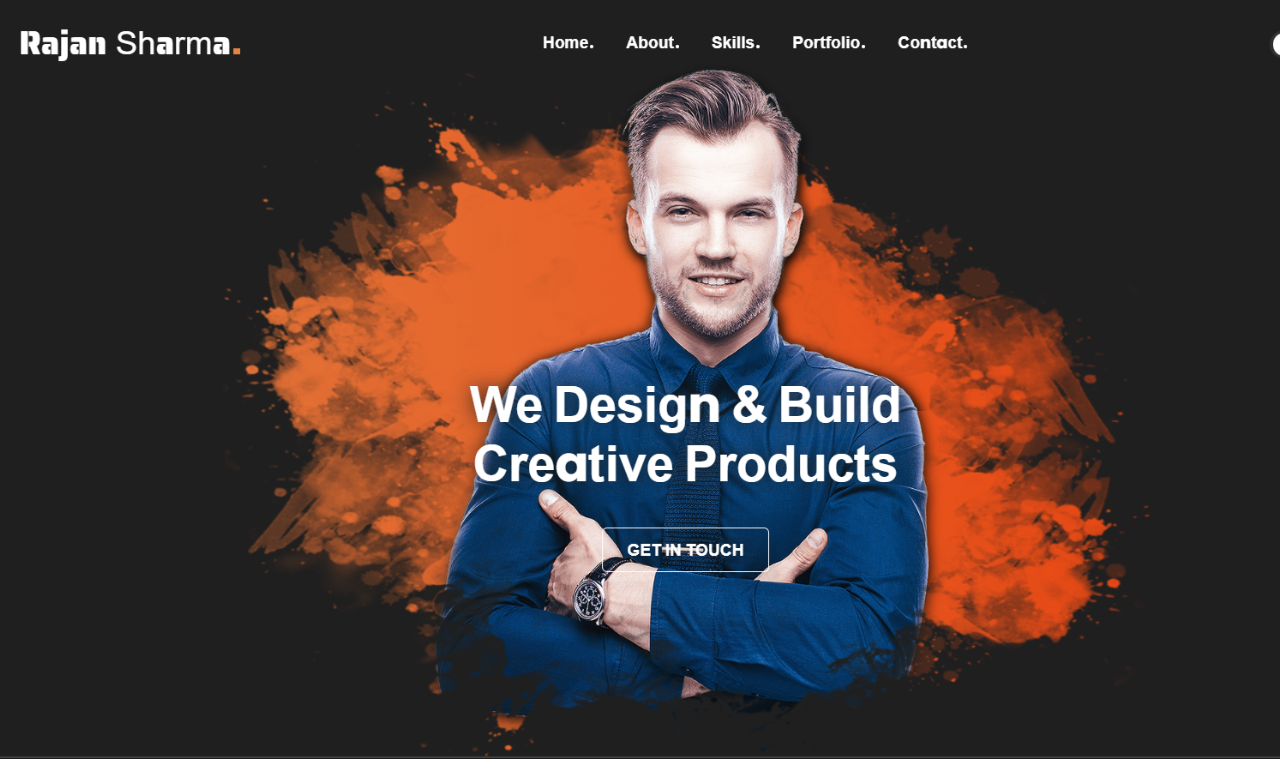 Rajan Sharma.
Home. About. Skills. Portfolio. Contact.
We Design & Build
Creative Products
GET IN TOUCH